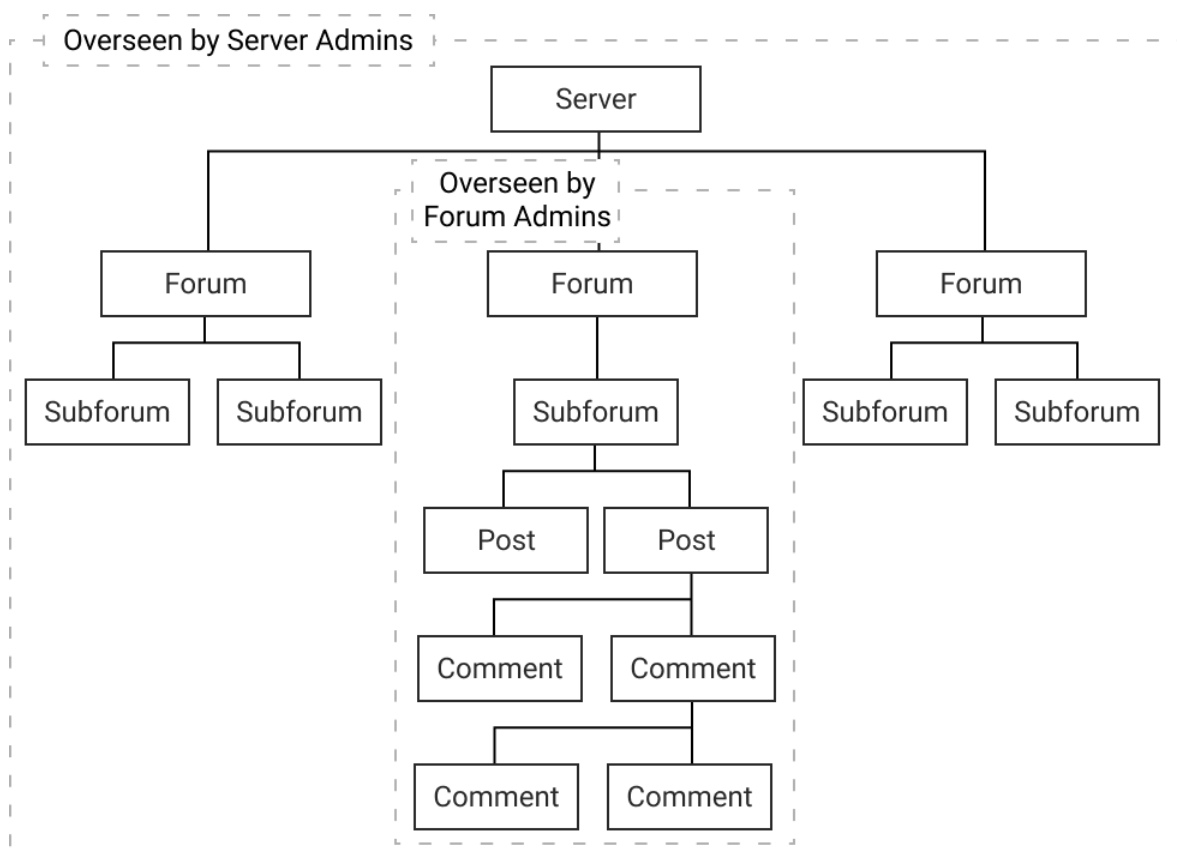 Overseen by Server Admins
Server
Overseen by
Forum Admins
Forum
Forum
Forum
Subforum
Subforum
Subforum
Subforum
Subforum
Post
Post
Comment
Comment
Comment
Comment